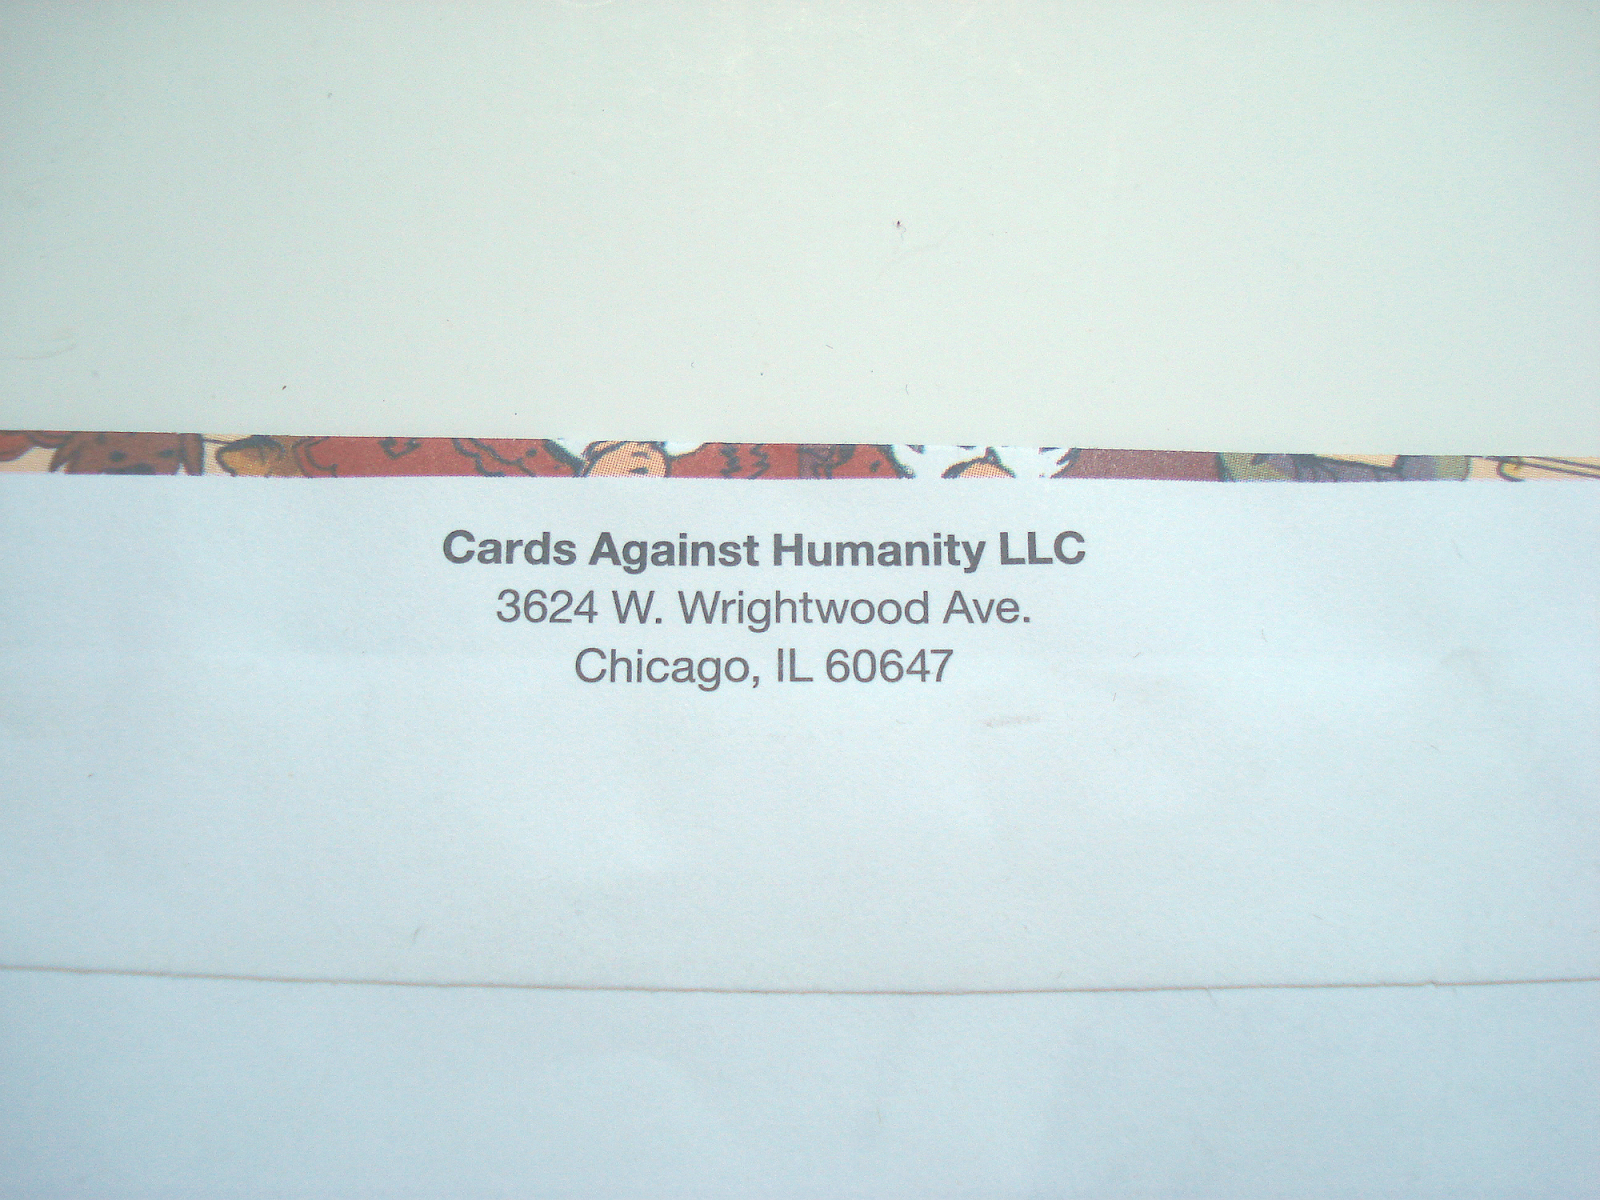 Cards Against Humanity LLC
3624 W. Wrightwood Ave.
Chicago, IL 60647